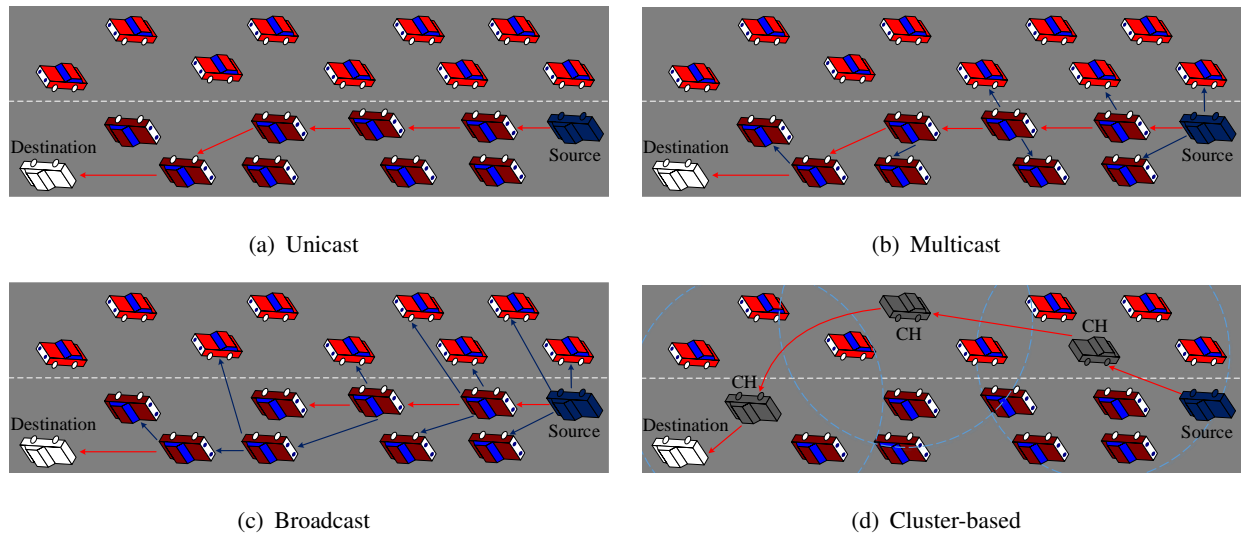 Destination
Source
(a) Unicast
Destination
Source
(b) Multicast
Destination
Source
(c) Broadcast
CH
CH
CH
Destination
Source
(d) Cluster-based